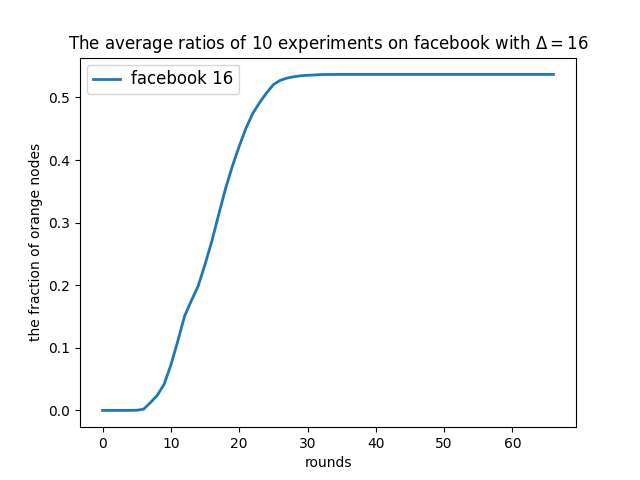 The average ratios of 10 experiments on facebook with Δ = 16
facebook 16
the fraction of orange nodes
0.5
0.4
0.3
0.2
0.1
0.0
0 10 20 30 40 50 60
rounds